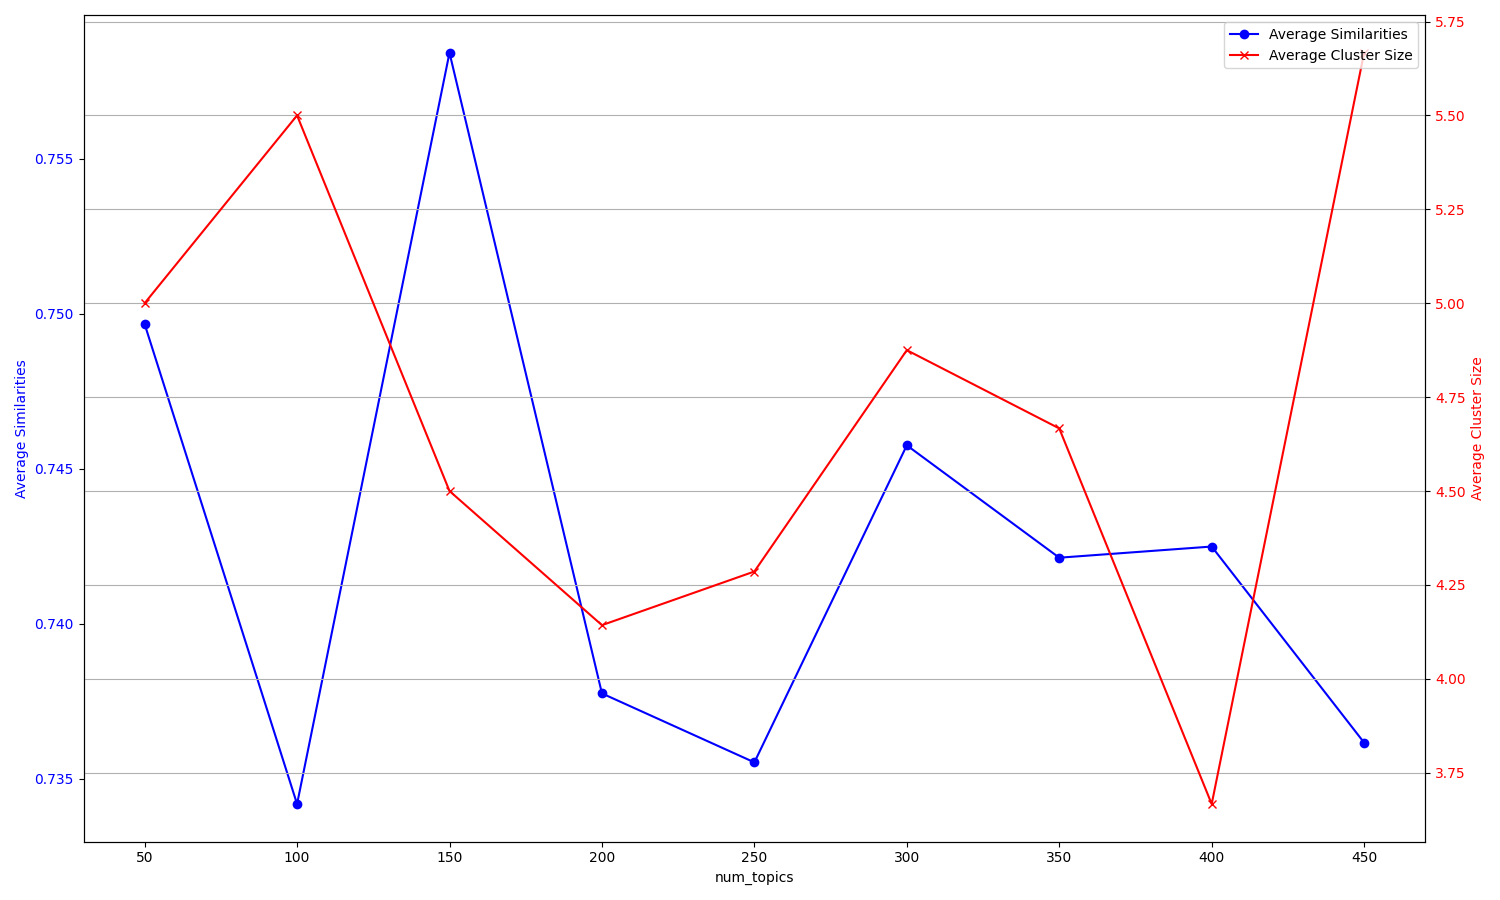 Average Similarities
Average Cluster Size
0.755
0.750
0.745
0.740
0.735
Average Similarities
5.75
5.50
5.25
5.00
4.75
4.50
4.25
4.00
3.75
Average Cluster Size
50 100 150 200 250 300 350 400 450
num_topics